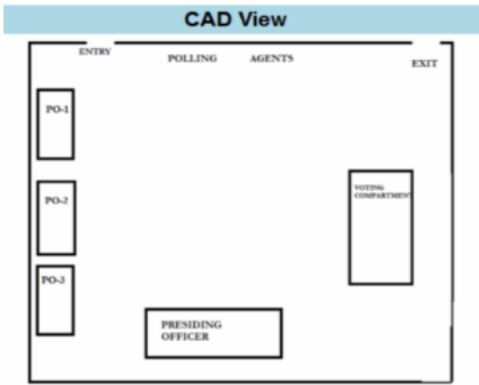 CAD View
ENTRY
POLLING AGENTS
EXIT
PO-1
PO-2
VOTING
COMPARTMENT
PO-3
PRESIDING
OFFICER